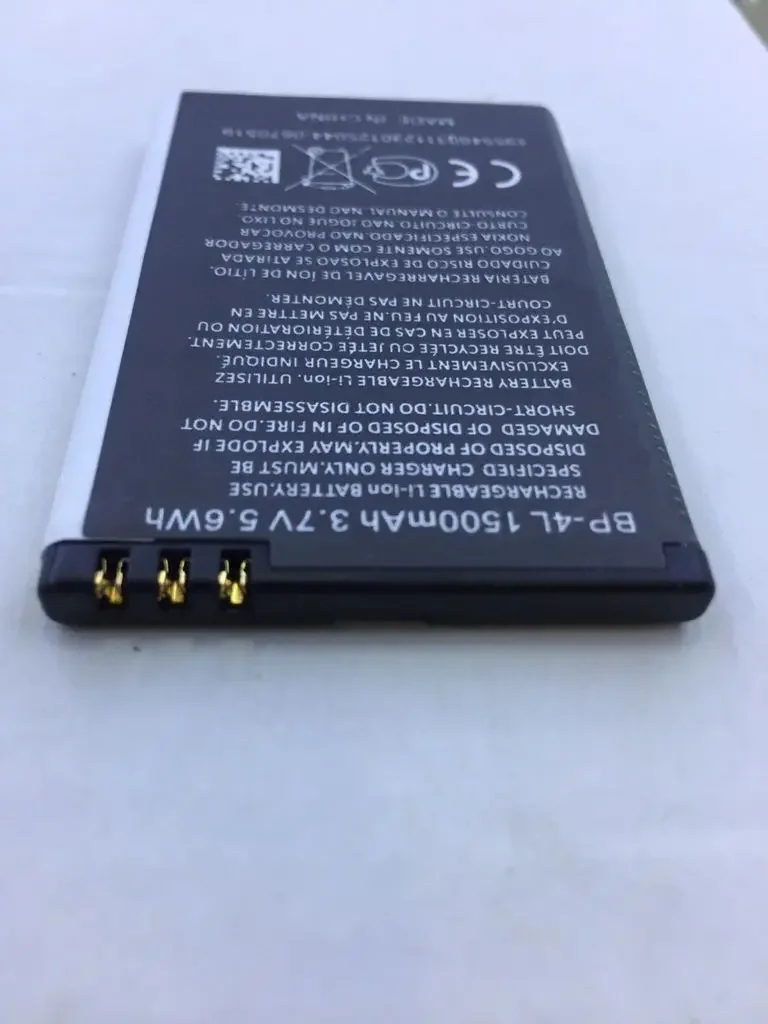 BP-4L 1500mAh 3.7V 5.6Wh
RECHARGEABLE Li-Ion BATTERY.USE
SPECIFIED CHARGER ONLY.MUST BE
DISPOSED OF PROPERLY.MAY EXPLODE IF
DAMAGED OF DISPOSED OF IN FIRE.DO NOT
SHORT-CIRCUIT.DO NOT DISASSEMBLE.
BATTERY RECHARGEABLE Li-ion. UTILISEZ
EXCLUSIVEMENT LE CHARGEUR INDIQUÉ.
DOIT ÊTRE RECYCLÉE OU JETÉE CORRECTEMENT.
PEUT EXPLOSER EN CAS DE DÉTÉRIORATION OU
D'EXPOSITION AU FEU.NE PAS METTRE EN
COURT-CIRCUIT NE PAS DÉMONTER.
BATERIA RECHARREGAVEL DE ÍON DE LÍTIO.
CUIDADO RISCO DE EXPLOSAO SE ATIRADA
AO GOGO.USE SOMENTE COM O CARREGADOR
NOKIA ESPECIFICADO.NAO PROVOCAR
CURTO-CIRCUITO NÃO JOGUE NO LIXO.
CONSULTE O MANUAL NAO DESMONTE.
CE PG
MADE IN CHINA